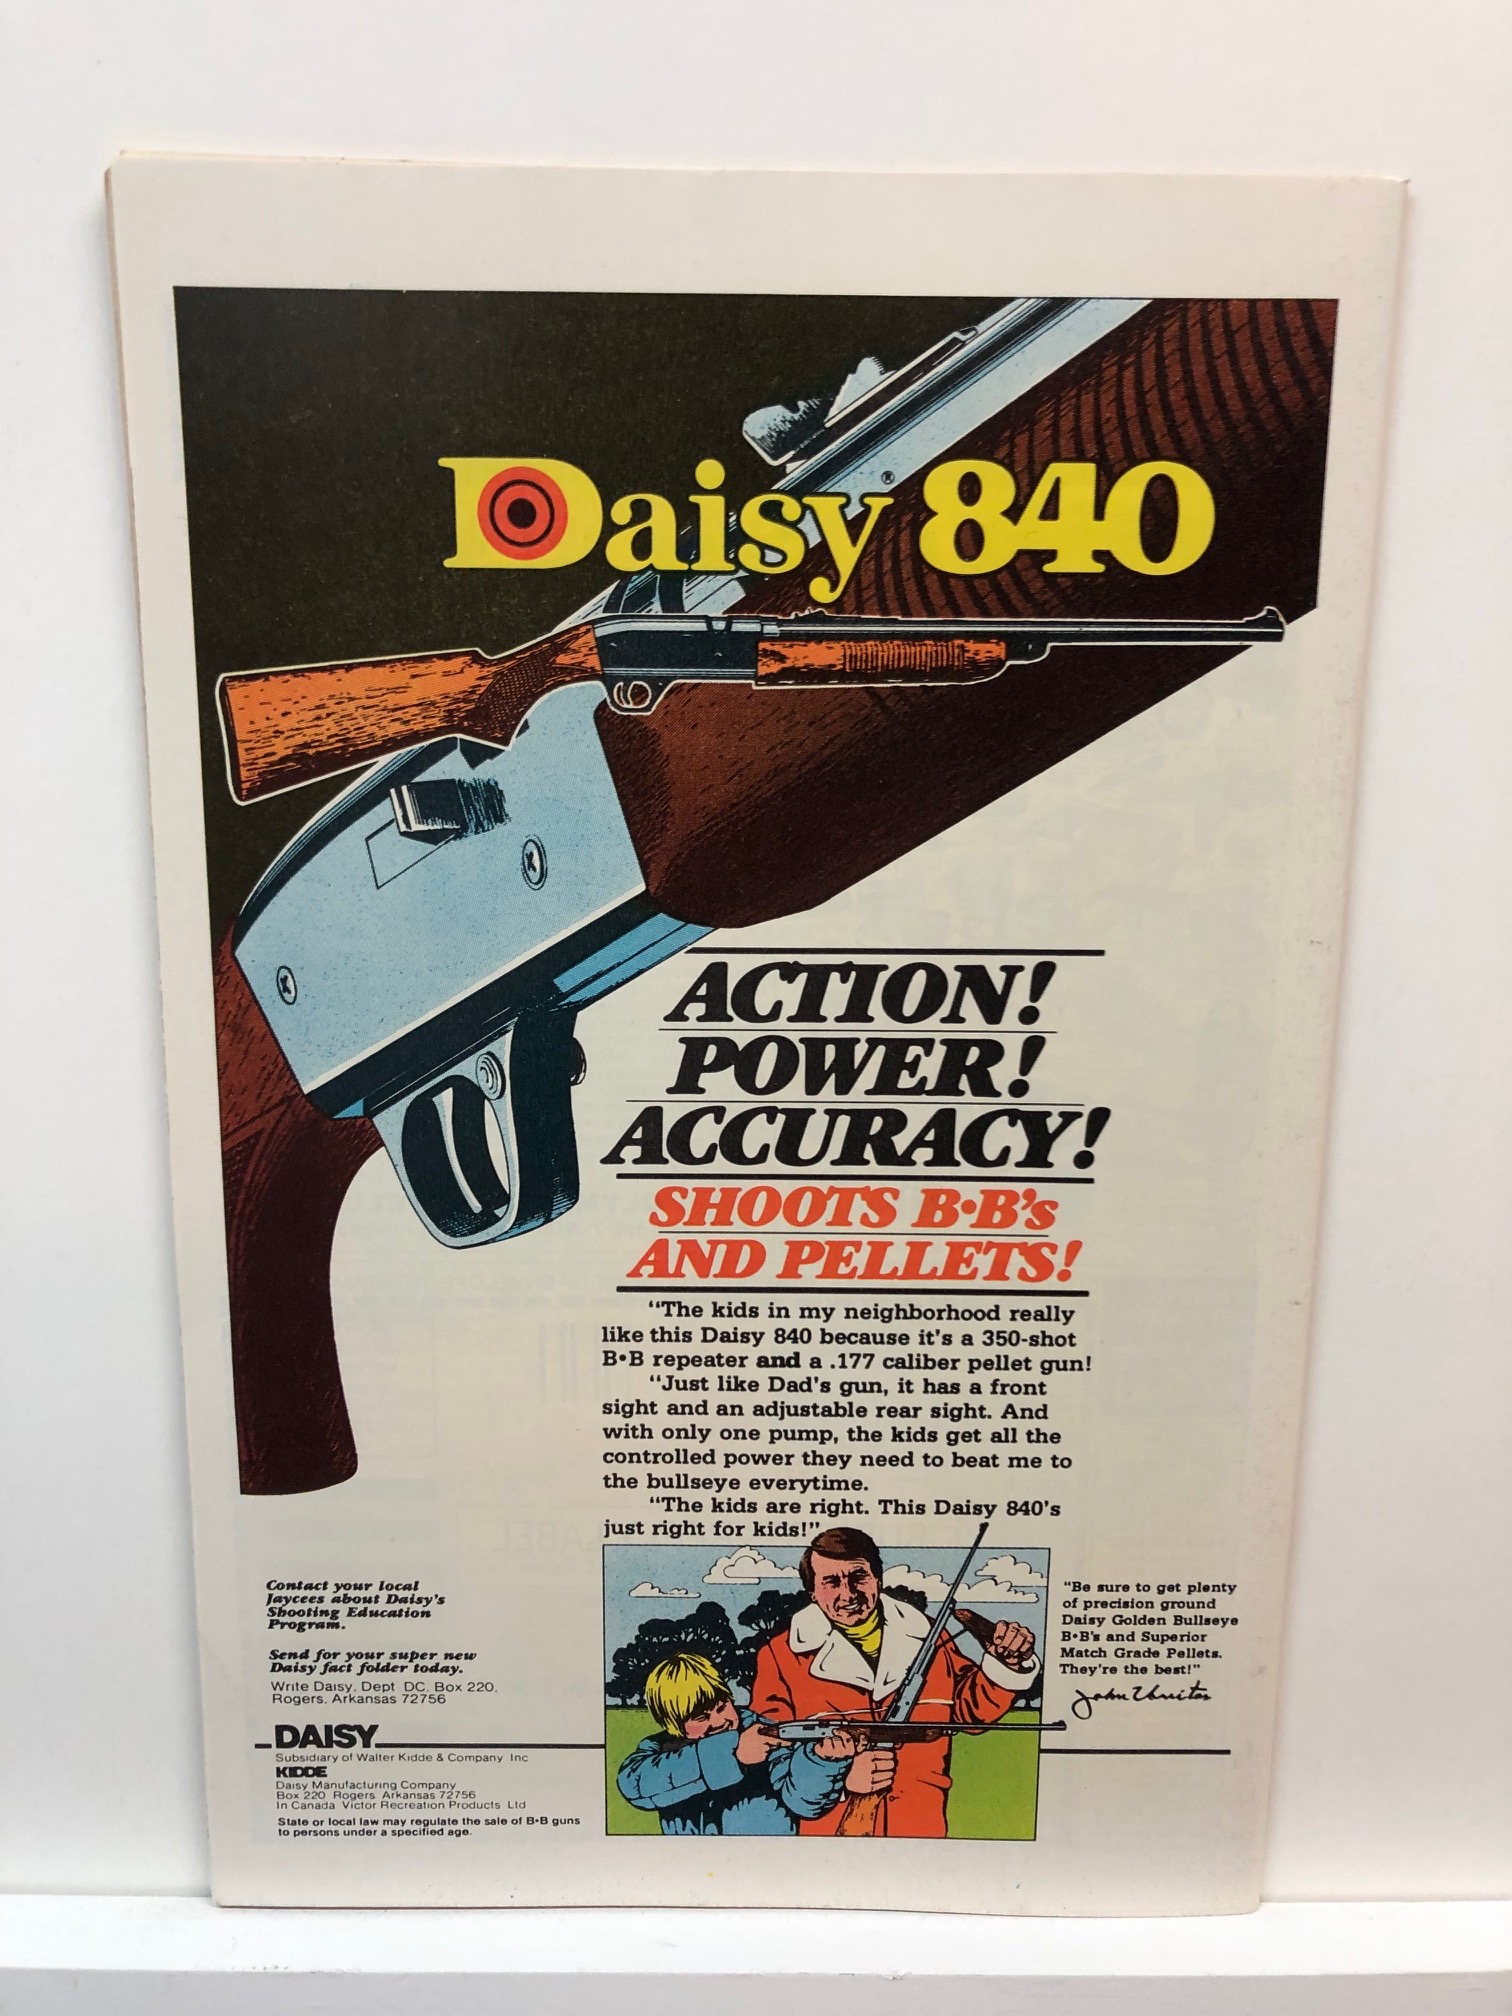 Daisy® 840
ACTION!
POWER!
ACCURACY!
SHOOTS B•B's
AND PELLETS!
"The kids in my neighborhood really
like this Daisy 840 because it's a 350-shot
B•B repeater and a .177 caliber pellet gun!
"Just like Dad's gun, it has a front
sight and an adjustable rear sight. And
with only one pump, the kids get all the
controlled power they need to beat me to
the bullseye everytime.
"The kids are right. This Daisy 840's
just right for kids!"
Contact your local
Jaycees about Daisy's
Shooting Education
Program.
Send for your super new
Daisy fact folder today.
Write Daisy, Dept DC, Box 220,
Rogers, Arkansas 72756
DAISY
Subsidiary of Walter Kidde & Company Inc
KIDDE
Daisy Manufacturing Company
Box 220 Rogers Arkansas 72756
In Canada Victor Recreation Products Ltd
State or local law may regulate the sale of B•B guns
to persons under a specified age.
"Be sure to get plenty
of precision ground
Daisy Golden Bullseye
B•B's and Superior
Match Grade Pellets.
They're the best!"
John